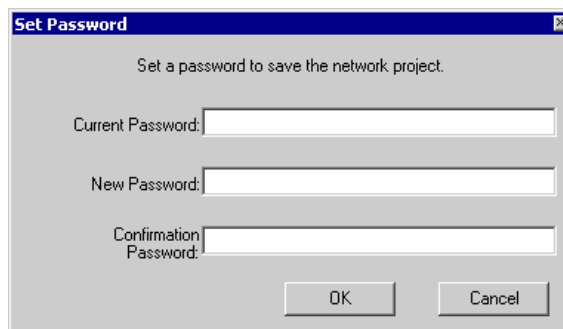 Set Password
Set a password to save the network project.
Current Password:
New Password:
Confirmation
Password:
OK Cancel